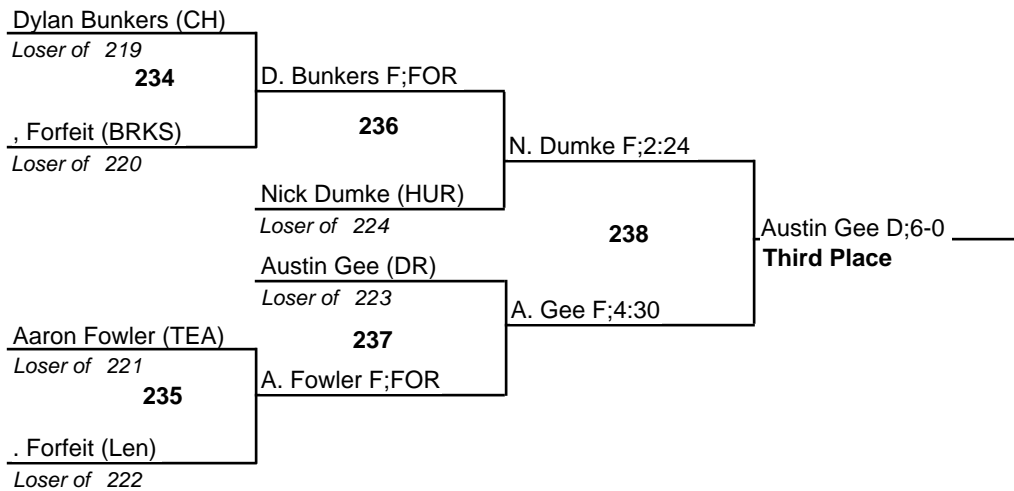 Dylan Bunkers (CH)
Loser of 219
234
D. Bunkers F;FOR
, Forfeit (BRKS)
Loser of 220
236
N. Dumke F;2:24
Nick Dumke (HUR)
Loser of 224
238
Austin Gee D;6-0
Third Place
Austin Gee (DR)
Loser of 223
A. Gee F;4:30
Aaron Fowler (TEA)
Loser of 221
237
235
A. Fowler F;FOR
. Forfeit (Len)
Loser of 222